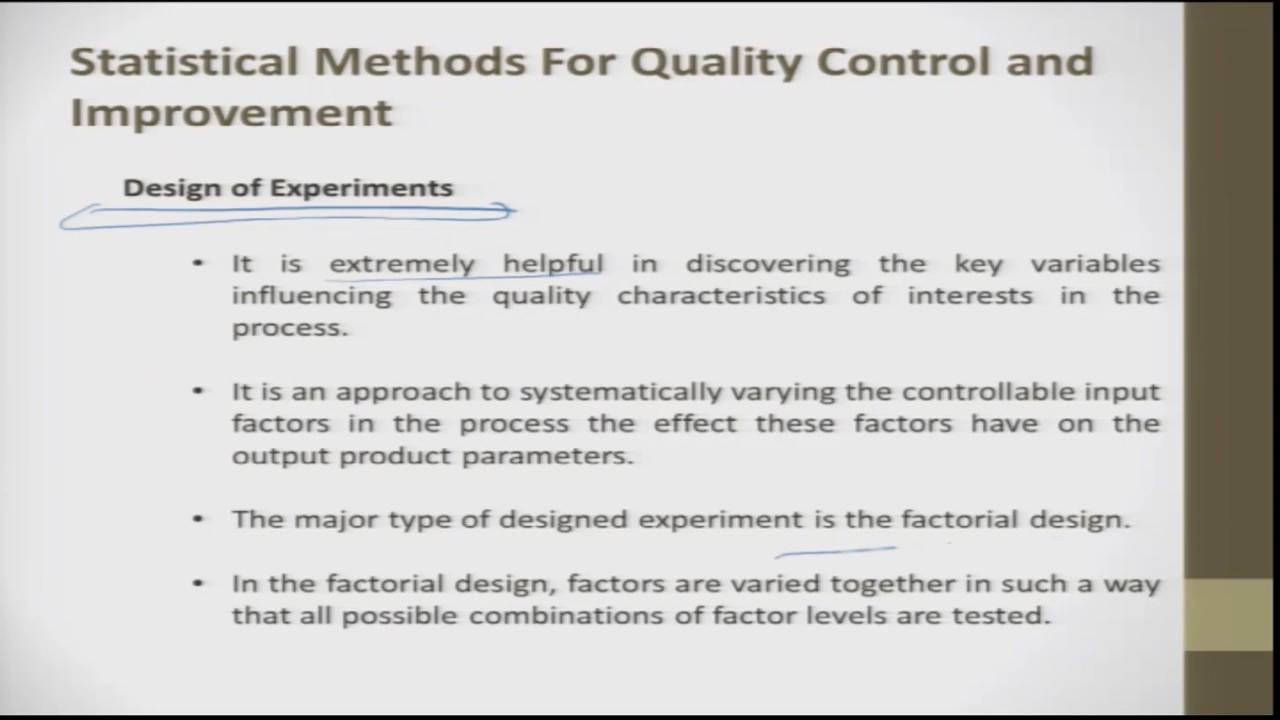 Statistical Methods For Quality Control and
Improvement
Design of Experiments
• It is extremely helpful in discovering the key variables
influencing the quality characteristics of interests in the
process.
• It is an approach to systematically varying the controllable input
factors in the process the effect these factors have on the
output product parameters.
• The major type of designed experiment is the factorial design.
• In the factorial design, factors are varied together in such a way
that all possible combinations of factor levels are tested.